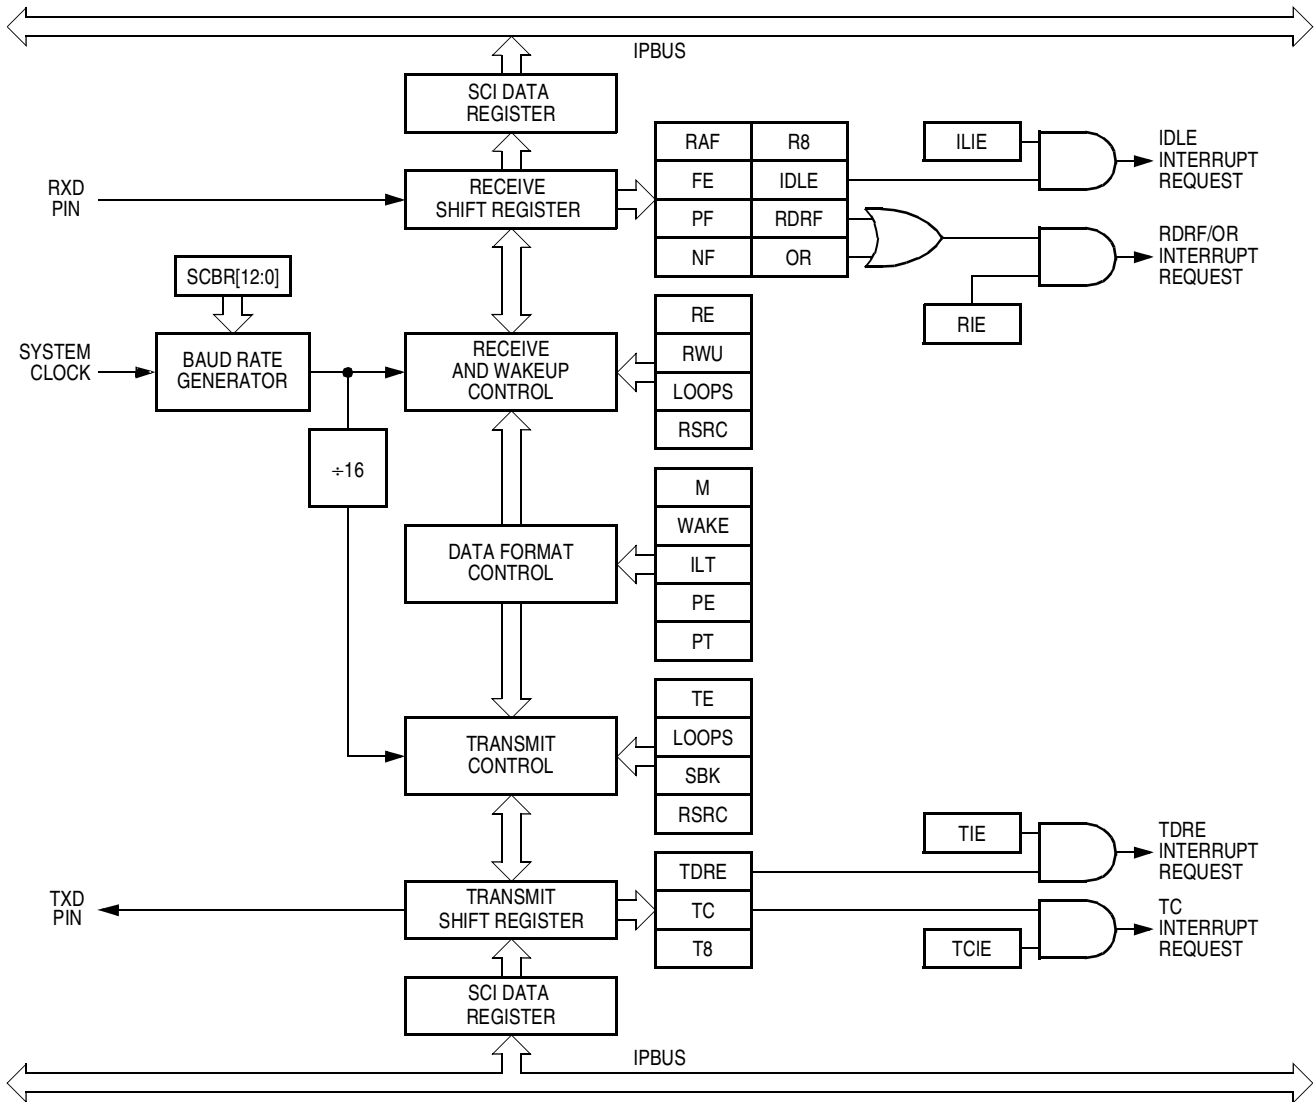 IPBUS
SCI DATA
REGISTER
RAF
R8
ILIE
IDLE
INTERRUPT
REQUEST
RXD
PIN
RECEIVE
SHIFT REGISTER
FE
IDLE
PF
RDRF
NF
OR
RDRF/OR
INTERRUPT
REQUEST
RIE
SCBR[12:0]
SYSTEM
CLOCK
BAUD RATE
GENERATOR
RECEIVE
AND WAKEUP
CONTROL
RE
RWU
LOOPS
RSRC
÷16
DATA FORMAT
CONTROL
M
WAKE
ILT
PE
PT
TRANSMIT
CONTROL
TE
LOOPS
SBK
RSRC
TIE
TDRE
INTERRUPT
REQUEST
TXD
PIN
TRANSMIT
SHIFT REGISTER
TDRE
TC
T8
TCIE
TC
INTERRUPT
REQUEST
SCI DATA
REGISTER
IPBUS